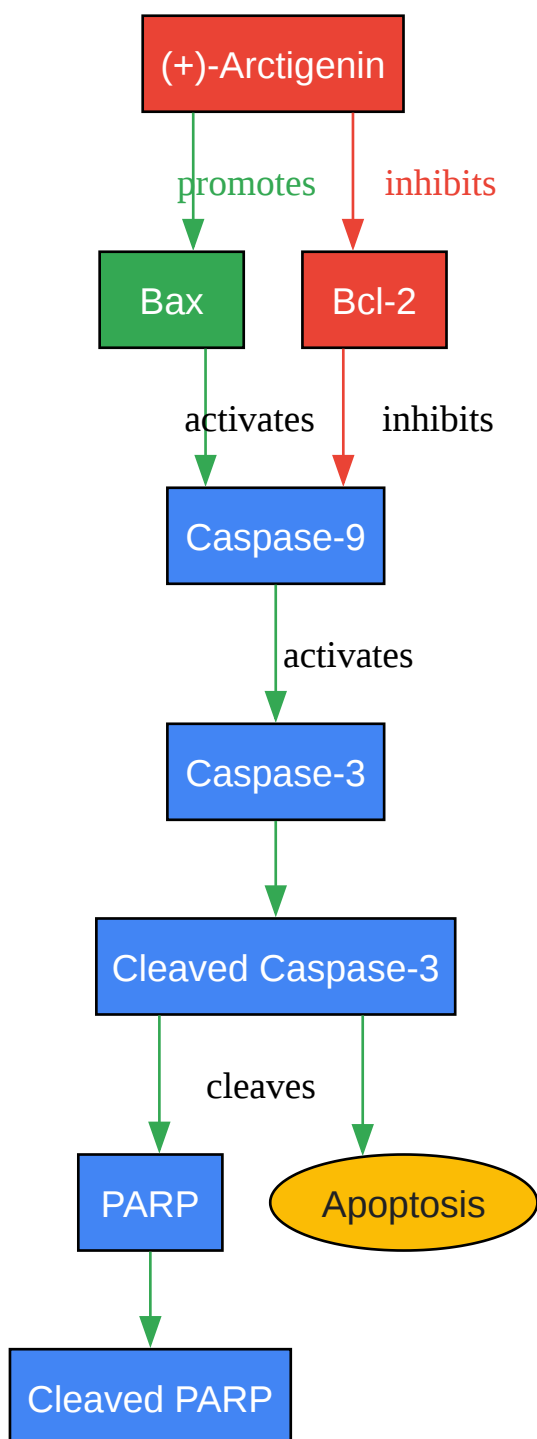 (+)-Arctigenin
promotes
inhibits
Bax
Bcl-2
activates
inhibits
Caspase-9
activates
Caspase-3
Cleaved Caspase-3
cleaves
PARP
Apoptosis
Cleaved PARP